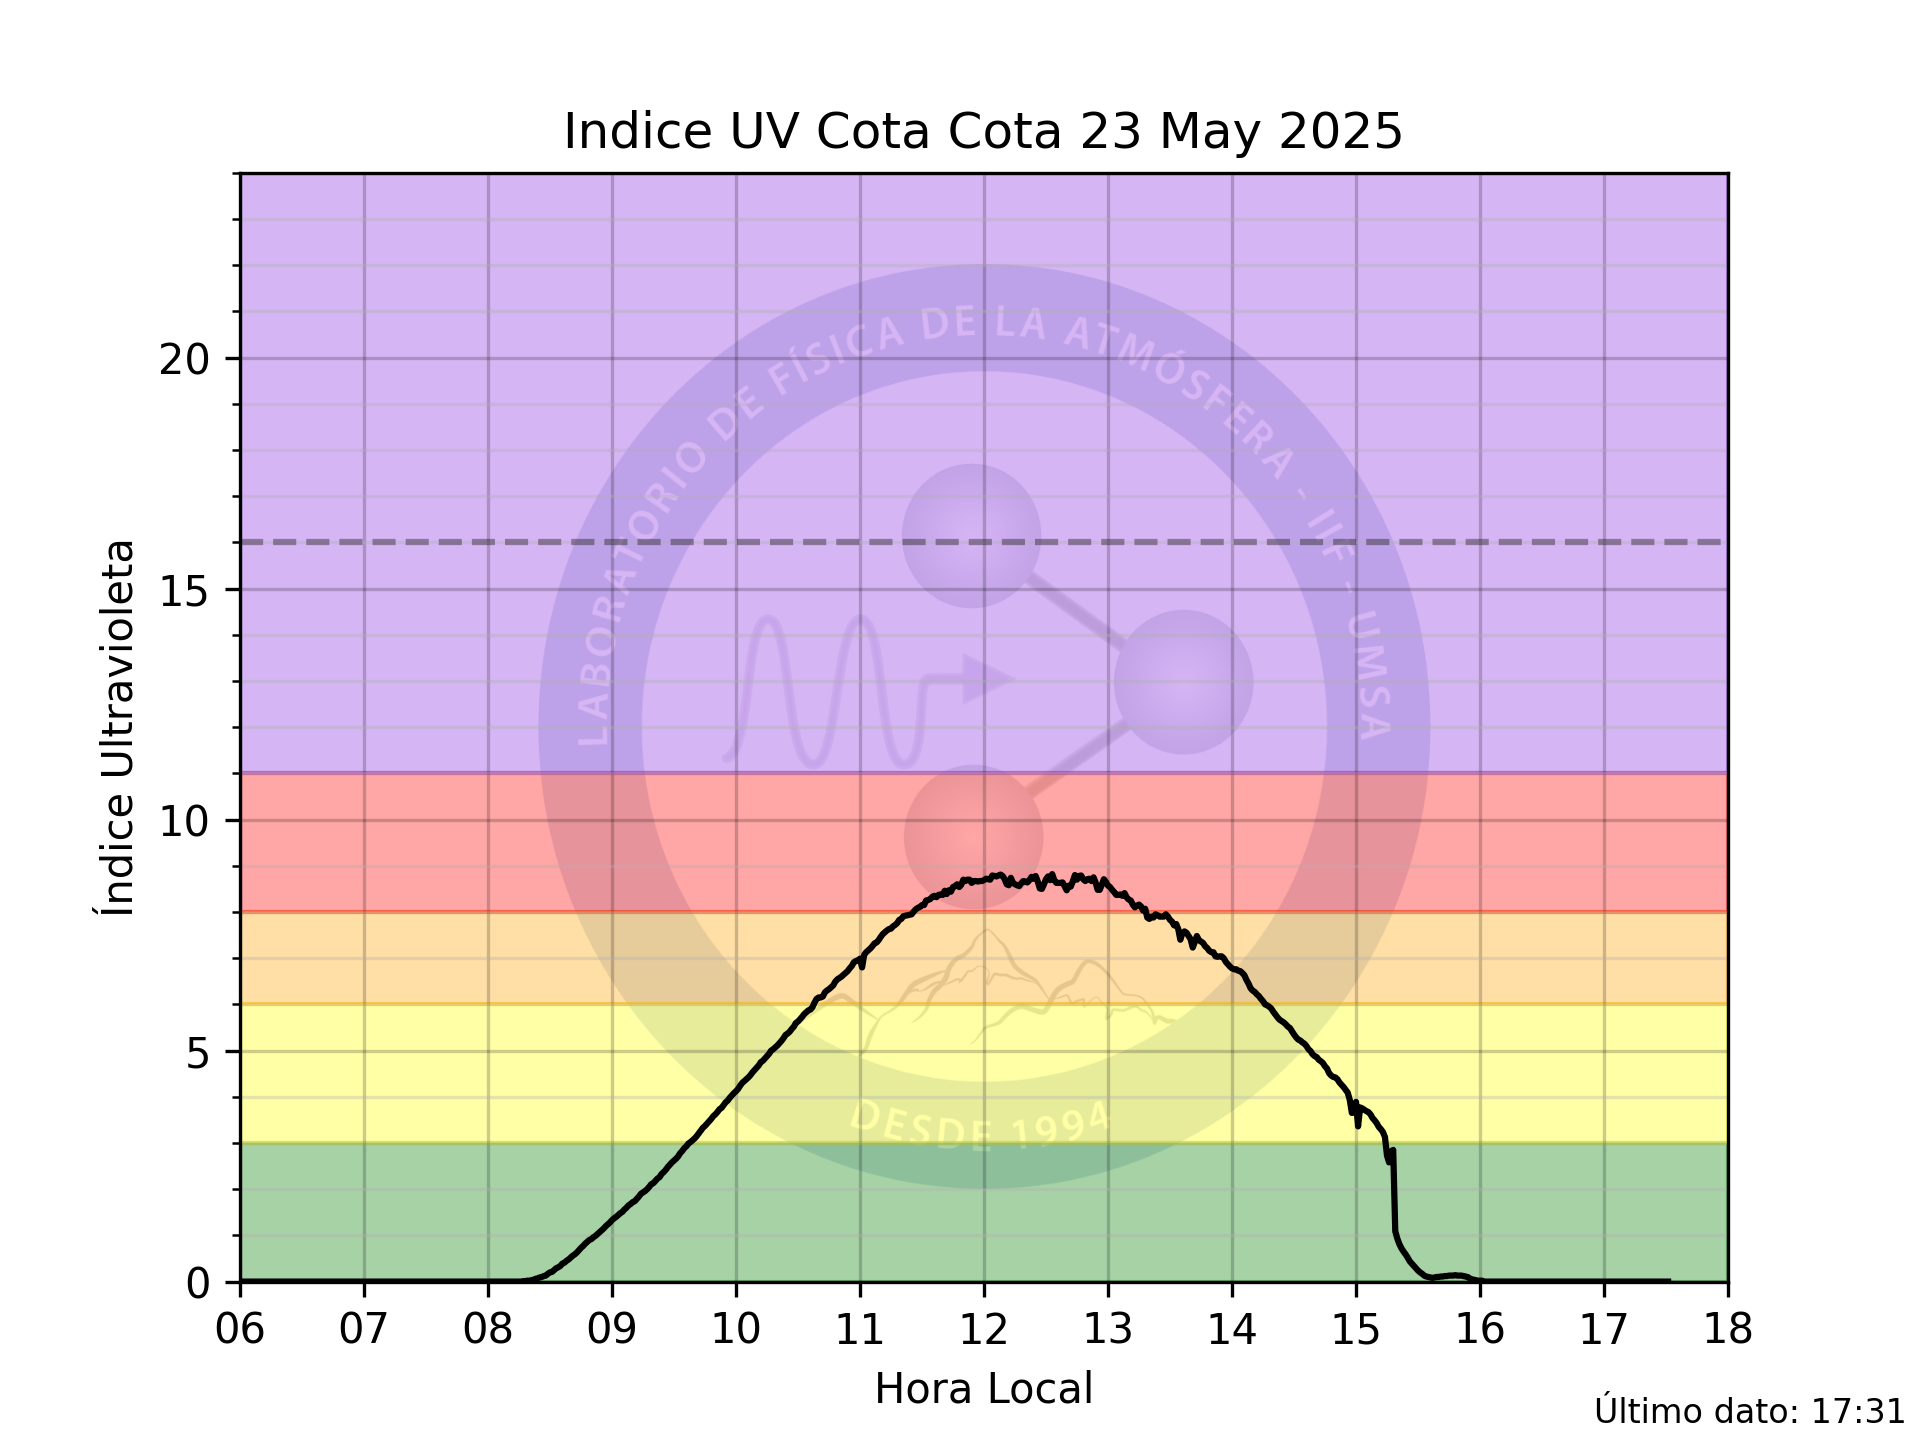 Indice UV Cota Cota 23 May 2025
LABORATORIO DE FÍSICA DE LA ATMÓSFERA - IIF - UMSA
20
15
10
5
0
Índice Ultravioleta
DESDE 1994
06 07 08 09 10 11 12 13 14 15 16 17 18
Hora Local
Último dato: 17:31